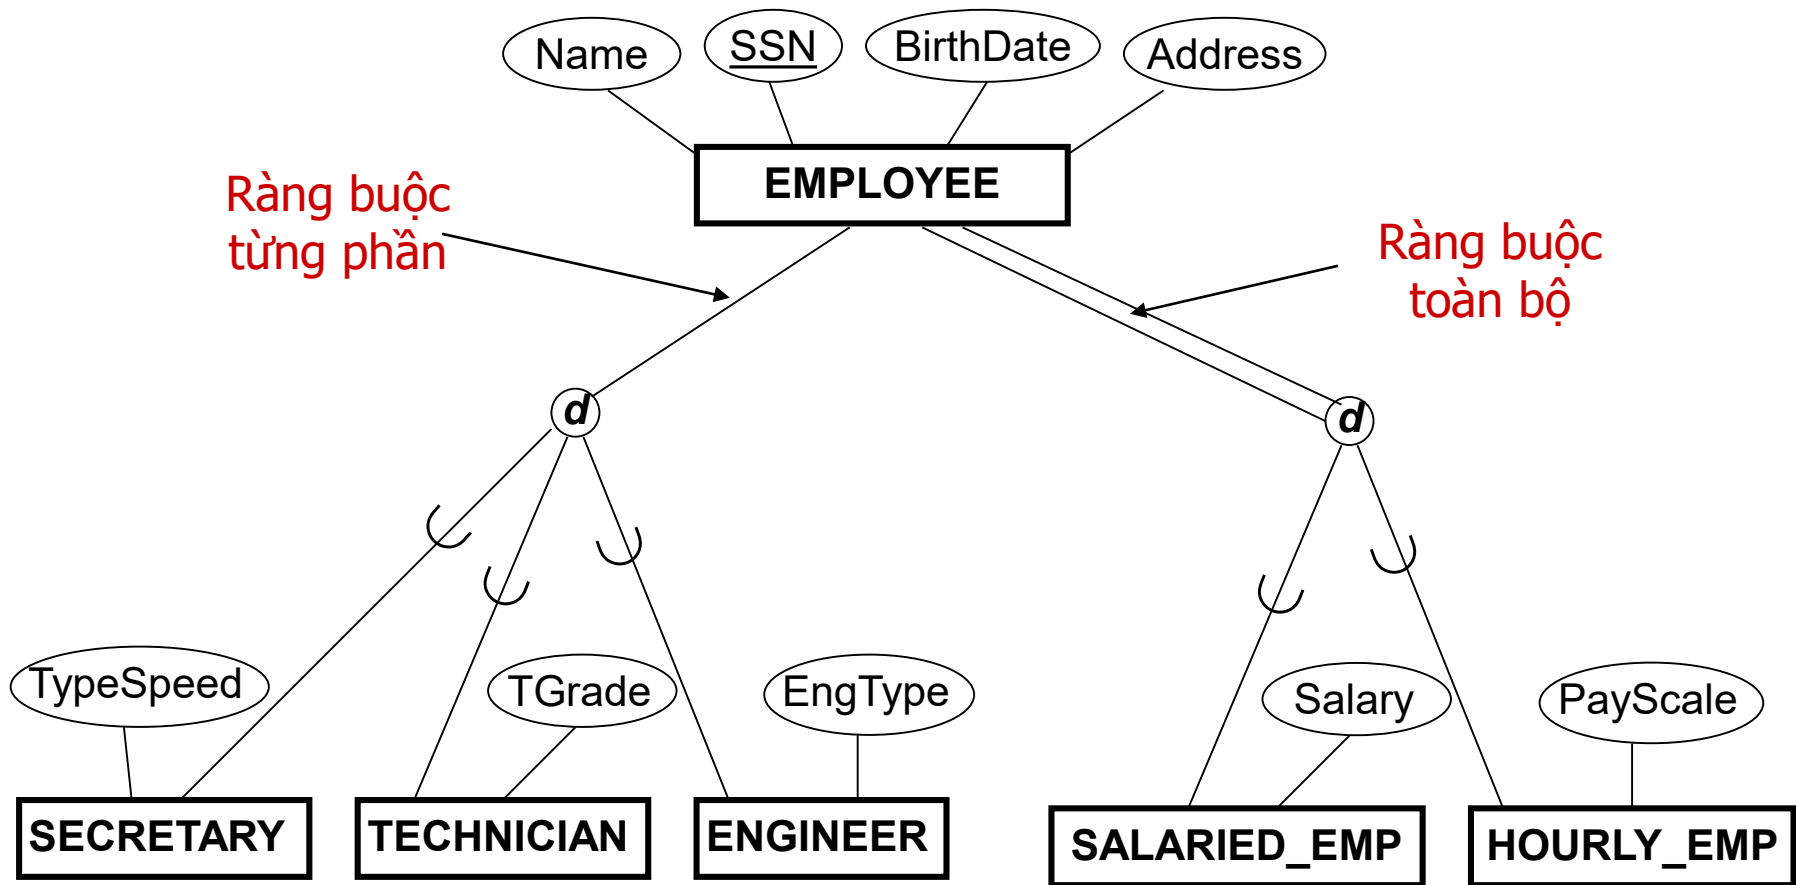 Name
SSN
BirthDate
Address
EMPLOYEE
Ràng buộc
từng phần
Ràng buộc
toàn bộ
d
d
TypeSpeed
TGrade
EngType
Salary
PayScale
SECRETARY
TECHNICIAN
ENGINEER
SALARIED_EMP
HOURLY_EMP